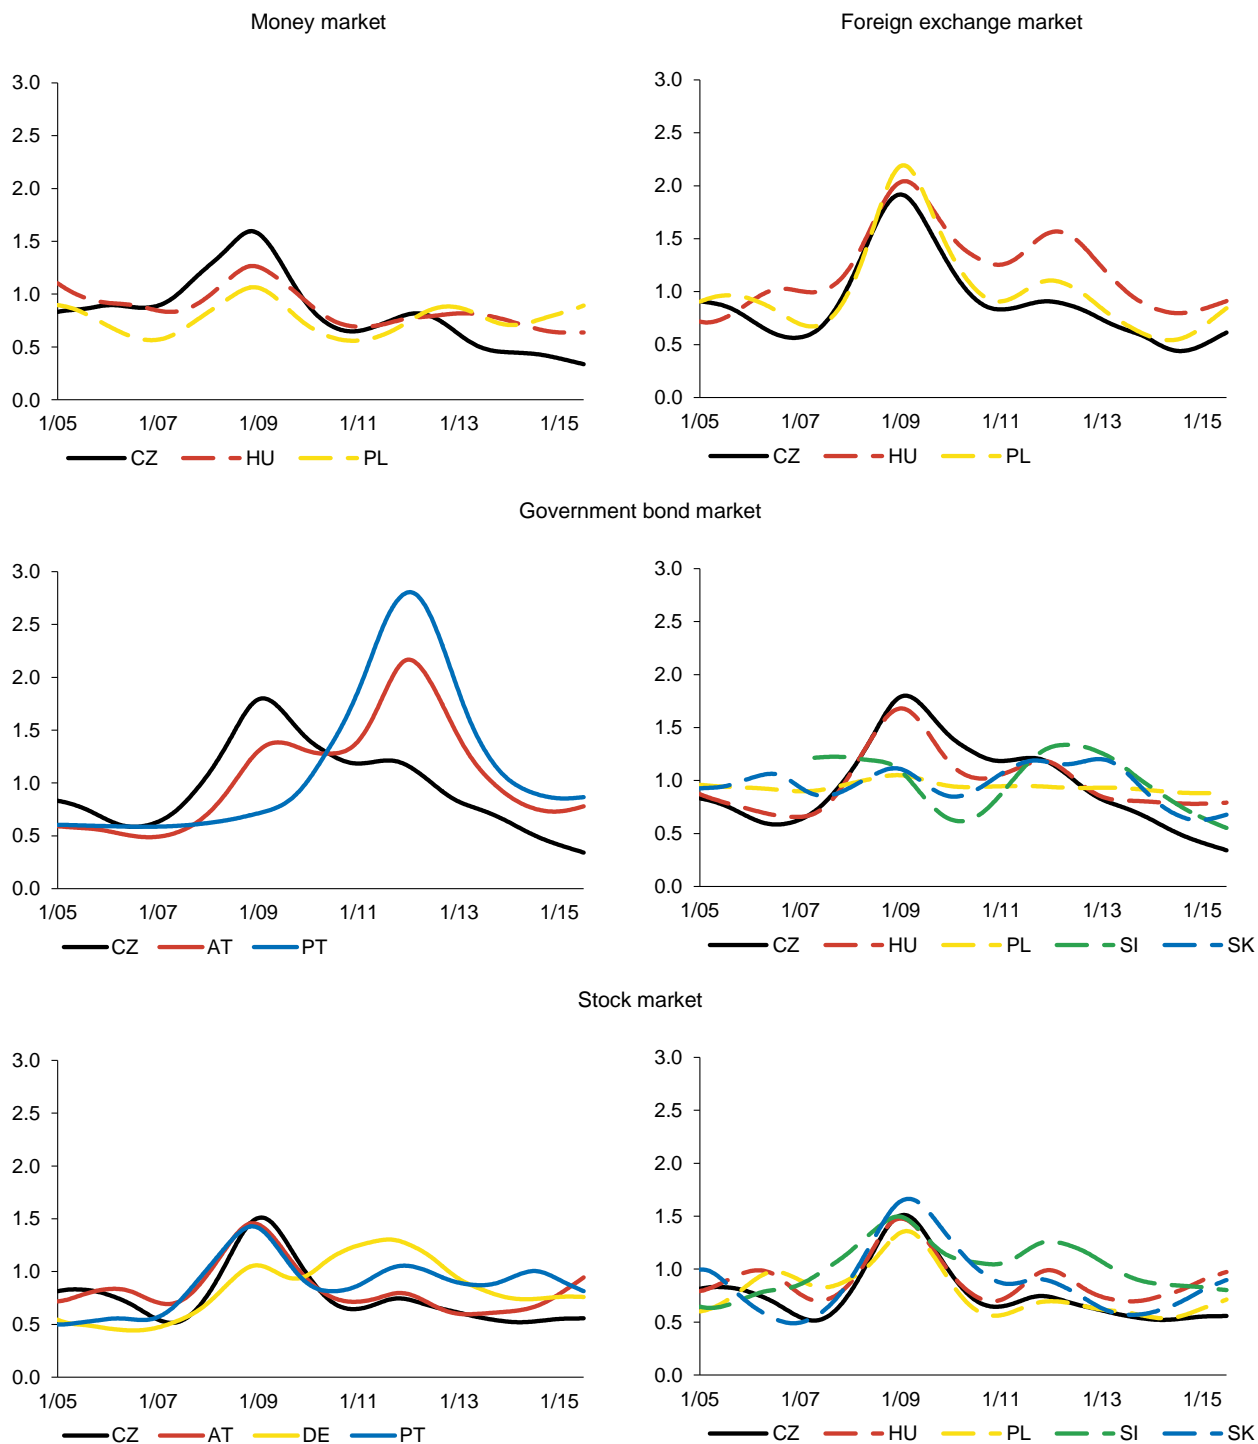 Money market
3.0
2.5
2.0
1.5
1.0
0.5
0.0
1/05 1/07 1/09 1/11 1/13 1/15
CZ HU PL
Foreign exchange market
3.0
2.5
2.0
1.5
1.0
0.5
0.0
1/05 1/07 1/09 1/11 1/13 1/15
CZ HU PL
Government bond market
3.0
2.5
2.0
1.5
1.0
0.5
0.0
1/05 1/07 1/09 1/11 1/13 1/15
CZ AT PT
3.0
2.5
2.0
1.5
1.0
0.5
0.0
1/05 1/07 1/09 1/11 1/13 1/15
CZ HU PL SI SK
Stock market
3.0
2.5
2.0
1.5
1.0
0.5
0.0
1/05 1/07 1/09 1/11 1/13 1/15
CZ AT DE PT
3.0
2.5
2.0
1.5
1.0
0.5
0.0
1/05 1/07 1/09 1/11 1/13 1/15
CZ HU PL SI SK